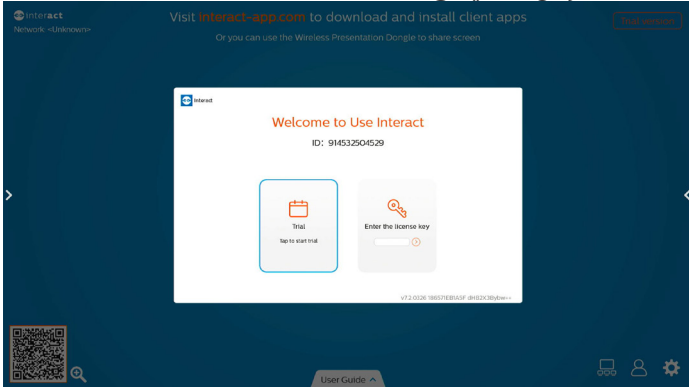 interact
Network: <Unknown>
Visit interact-app.com to download and install client apps
Or you can use the Wireless Presentation Dongle to share screen
Trial version
interact
Welcome to Use Interact
ID: 914532504529
Trial
Tap to start trial
Enter the license key
User Guide